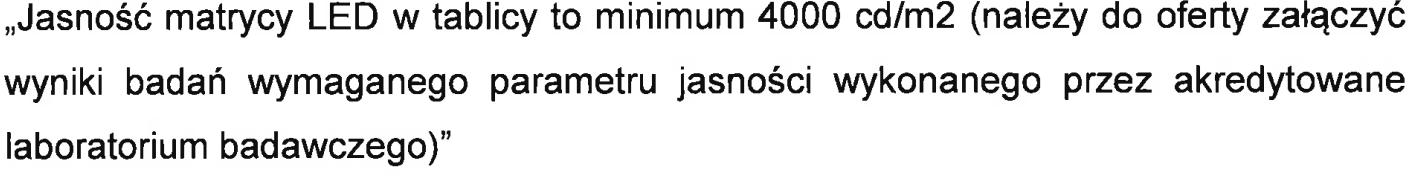 „Jasność matrycy LED w tablicy to minimum 4000 cd/m2 (należy do oferty załączyć
wyniki badań wymaganego parametru jasności wykonanego przez akredytowane
laboratorium badawczego)”